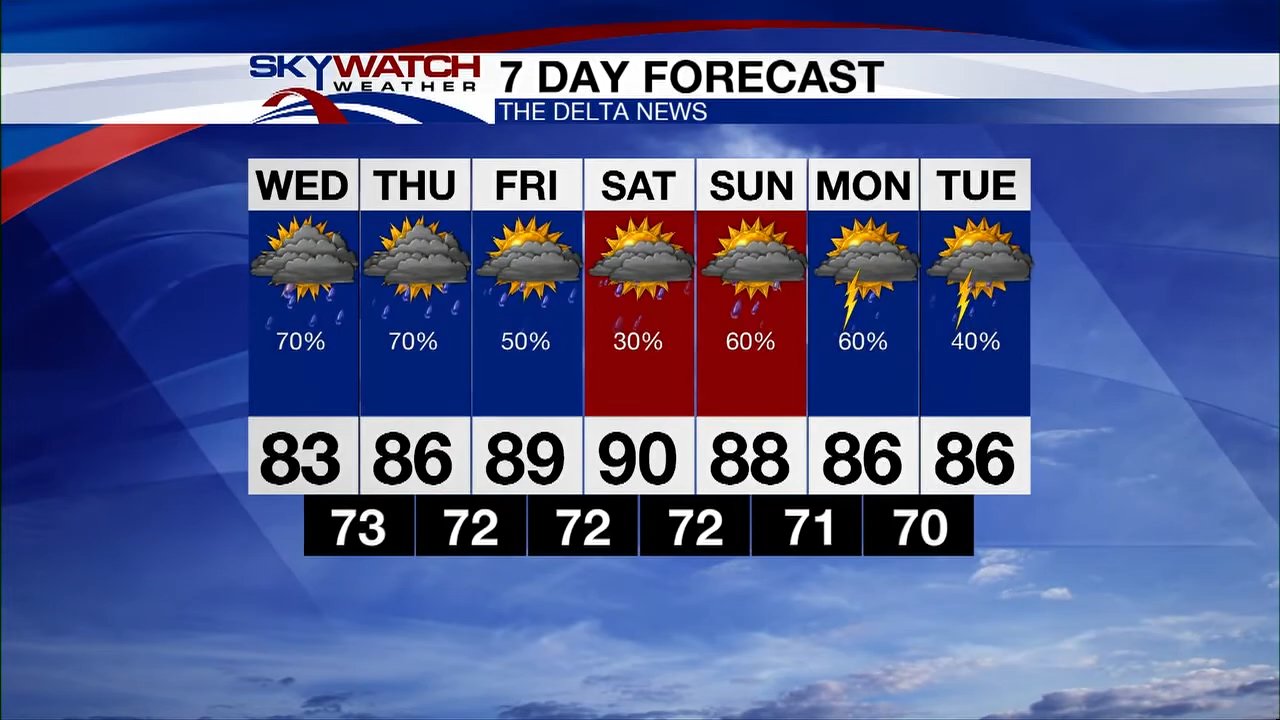 SKYWATCH
WEATHER
7 DAY FORECAST
THE DELTA NEWS
WED THU FRI SAT SUN MON TUE
70% 70% 50% 30% 60% 60% 40%
83 86 89 90 88 86 86
73 72 72 72 71 70